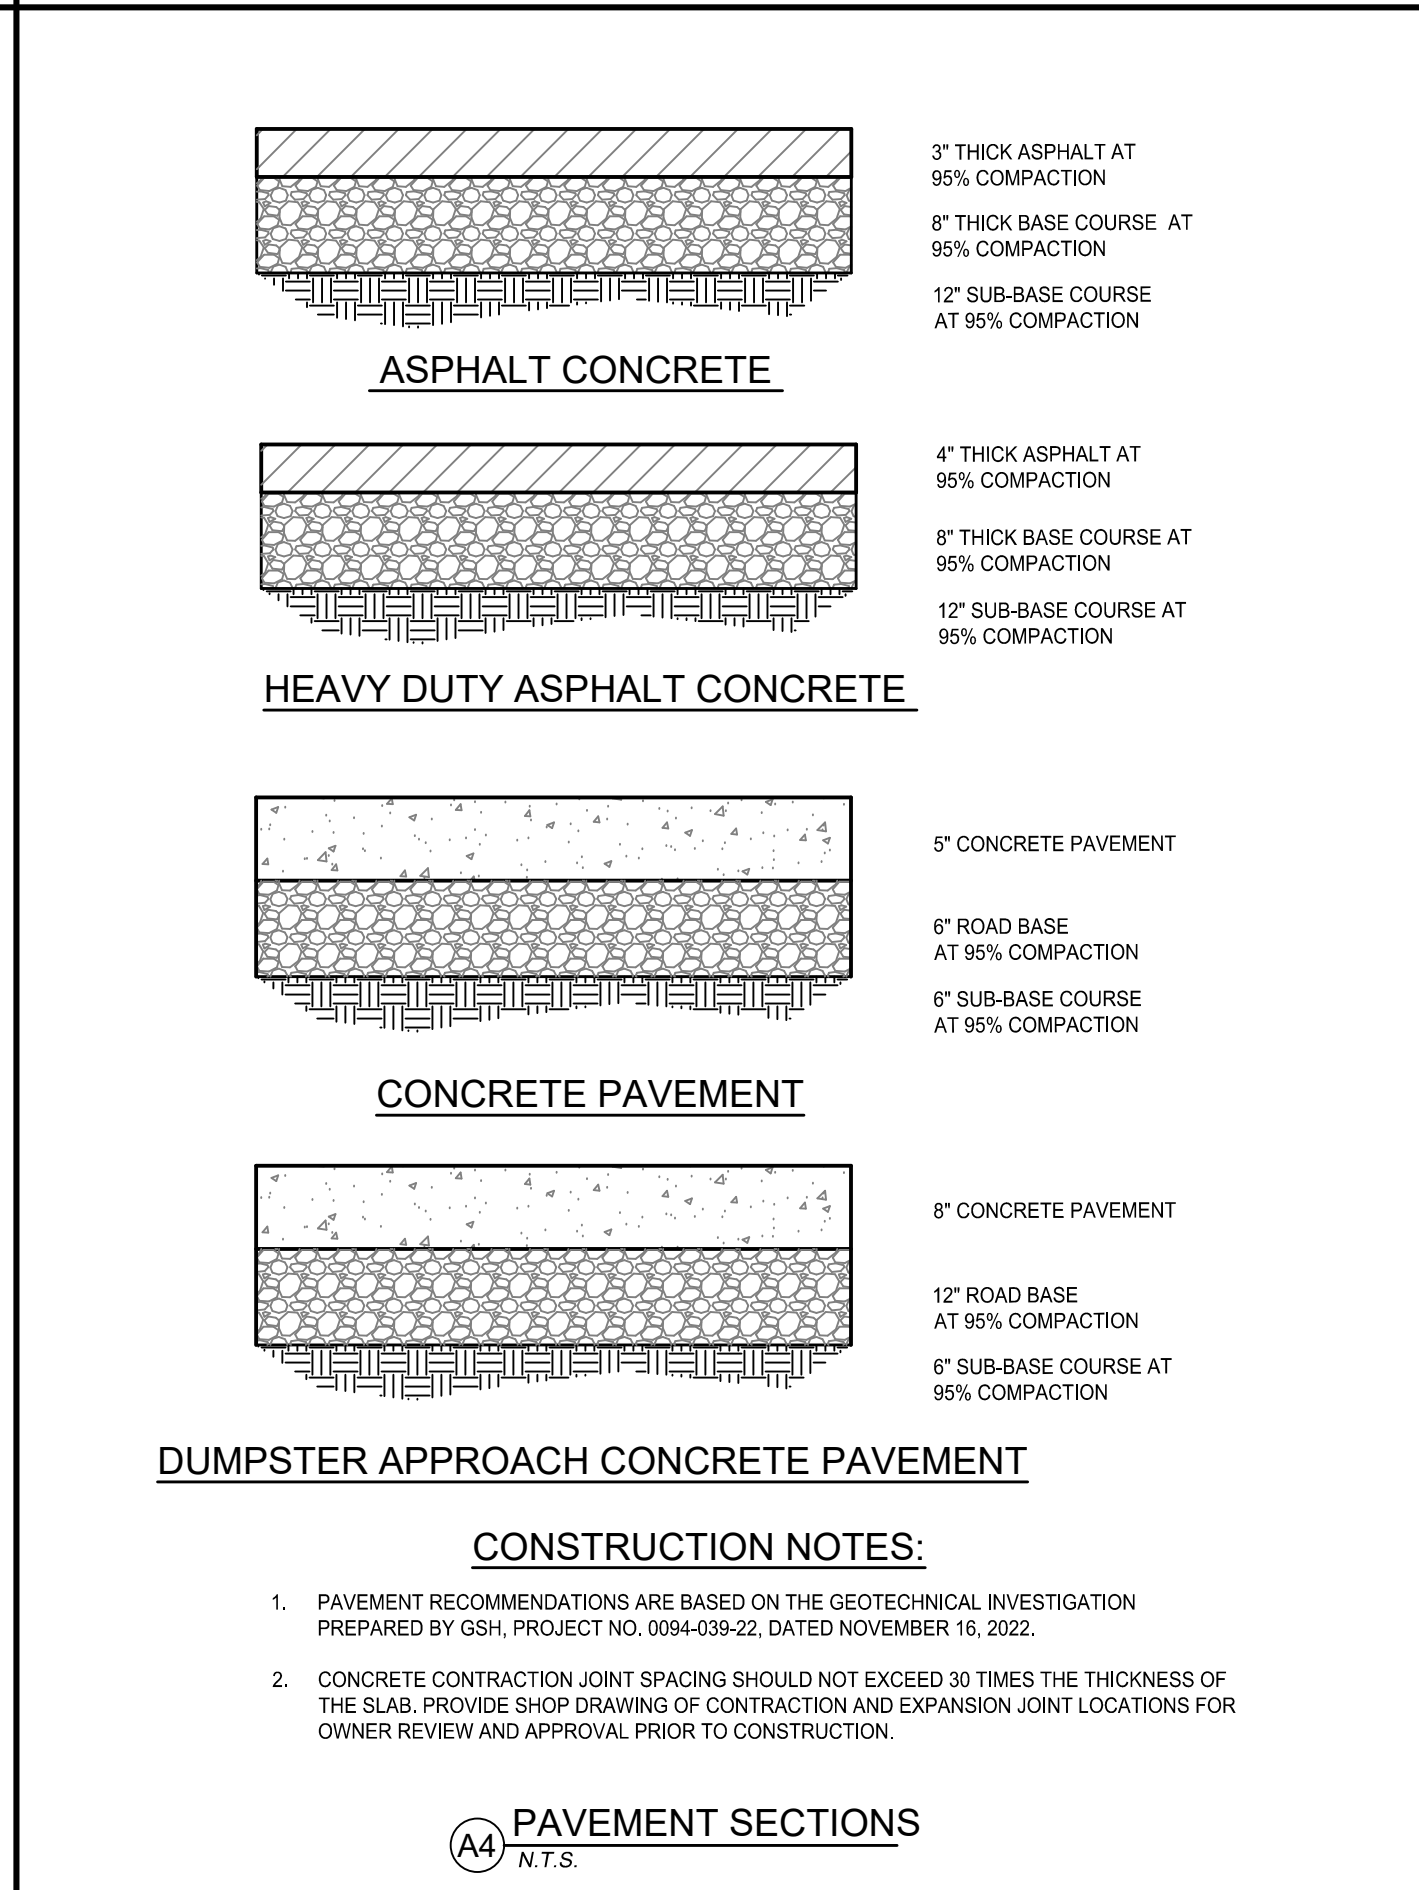 3" THICK ASPHALT AT
95% COMPACTION
8" THICK BASE COURSE AT
95% COMPACTION
12" SUB-BASE COURSE
AT 95% COMPACTION
ASPHALT CONCRETE
4" THICK ASPHALT AT
95% COMPACTION
8" THICK BASE COURSE AT
95% COMPACTION
12" SUB-BASE COURSE AT
95% COMPACTION
HEAVY DUTY ASPHALT CONCRETE
5" CONCRETE PAVEMENT
6" ROAD BASE
AT 95% COMPACTION
6" SUB-BASE COURSE
AT 95% COMPACTION
CONCRETE PAVEMENT
8" CONCRETE PAVEMENT
12" ROAD BASE
AT 95% COMPACTION
6" SUB-BASE COURSE AT
95% COMPACTION
DUMPSTER APPROACH CONCRETE PAVEMENT
CONSTRUCTION NOTES:
1. PAVEMENT RECOMMENDATIONS ARE BASED ON THE GEOTECHNICAL INVESTIGATION
PREPARED BY GSH, PROJECT NO. 0094-039-22, DATED NOVEMBER 16, 2022.
2. CONCRETE CONTRACTION JOINT SPACING SHOULD NOT EXCEED 30 TIMES THE THICKNESS OF
THE SLAB. PROVIDE SHOP DRAWING OF CONTRACTION AND EXPANSION JOINT LOCATIONS FOR
OWNER REVIEW AND APPROVAL PRIOR TO CONSTRUCTION.
A4 PAVEMENT SECTIONS
N.T.S.